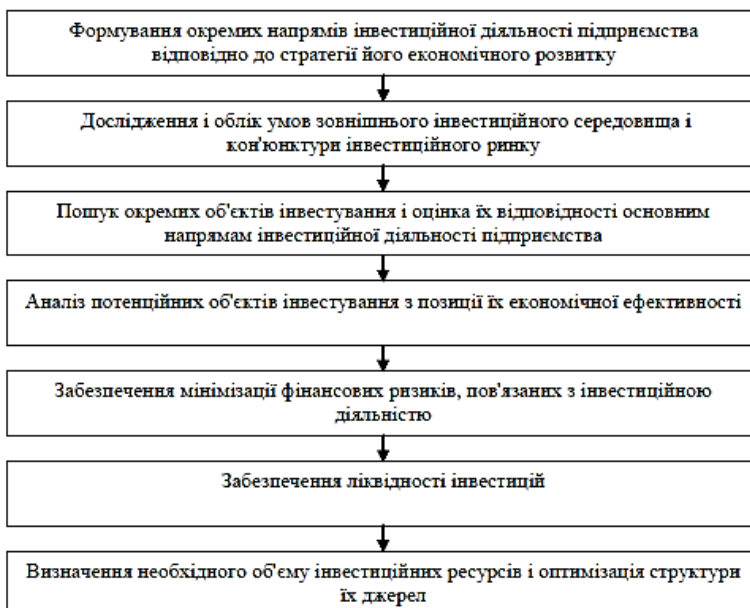 Формування окремих напрямів інвестиційної діяльності підприємства
відповідно до стратегії його економічного розвитку
Дослідження і облік умов зовнішнього інвестиційного середовища і
кон'юнктури інвестиційного ринку
Пошук окремих об'єктів інвестування і оцінка їх відповідності основним
напрямам інвестиційної діяльності підприємства
Аналіз потенційних об'єктів інвестування з позиції їх економічної ефективності
Забезпечення мінімізації фінансових ризиків, пов'язаних з інвестиційною
діяльністю
Забезпечення ліквідності інвестицій
Визначення необхідного об'єму інвестиційних ресурсів і оптимізація структури
їх джерел